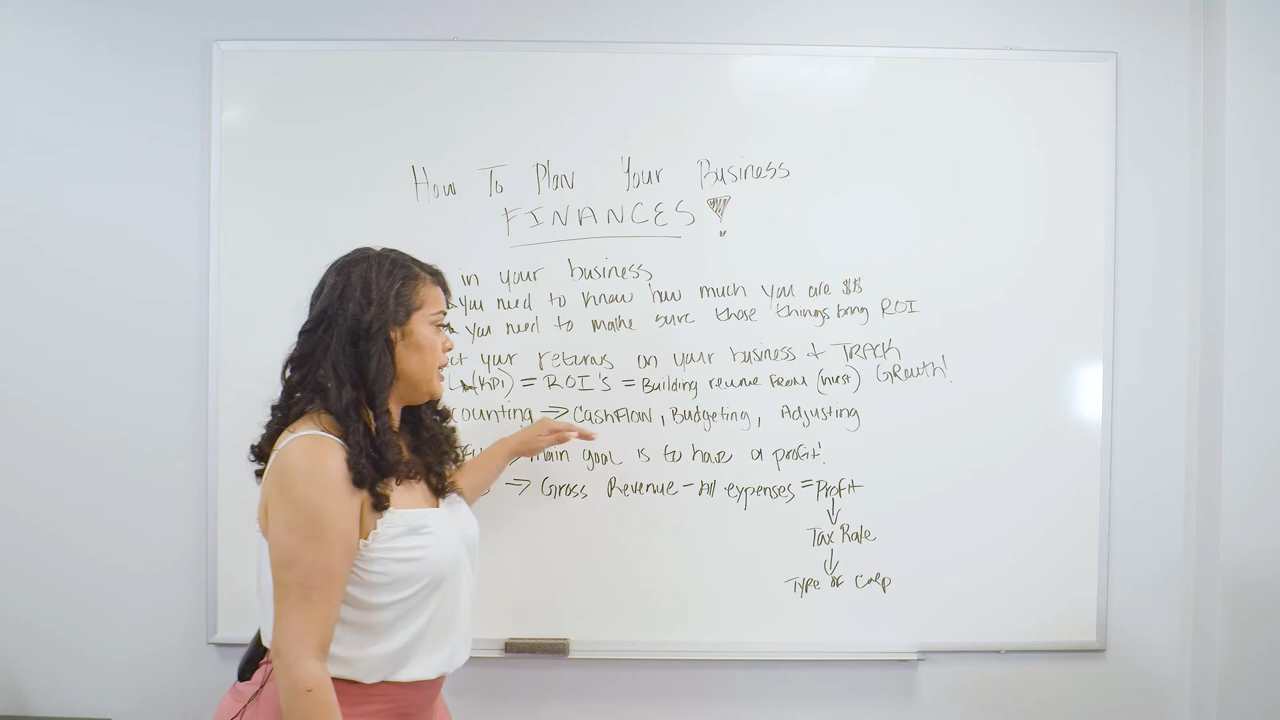 How To Plan Your Business
FINANCES!
in your business
you need to know how much you are $$
you need to make sure those things bring ROI
your returns on your business & TRACK
(KPI) = ROI'S = Building revenue FROM (invst) Growth!
counting => CashFlow, Budgeting, Adjusting
main goal is to have a profit!
→ Gross Revenue - All expenses = Profit
↓
Tax Rate
↓
Type of Corp